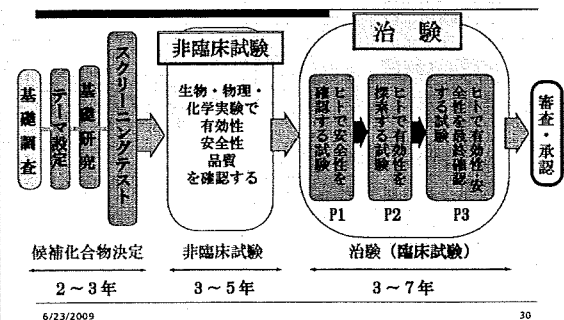 基礎調査
テーマ設定
基礎研究
スクリーニングテスト
非臨床試験
生物・物理・
化学実験で
有効性
安全性
品質
を確認する
治 験
ヒトで安全性を
確認する試験
P1
ヒトで有効性を
探索する試験
P2
ヒトで有効性・安
全性を最終確認
する試験
P3
審査・承認
候補化合物決定
非臨床試験
治験（臨床試験）
2～3年
3～5年
3～7年
6/23/2009
30